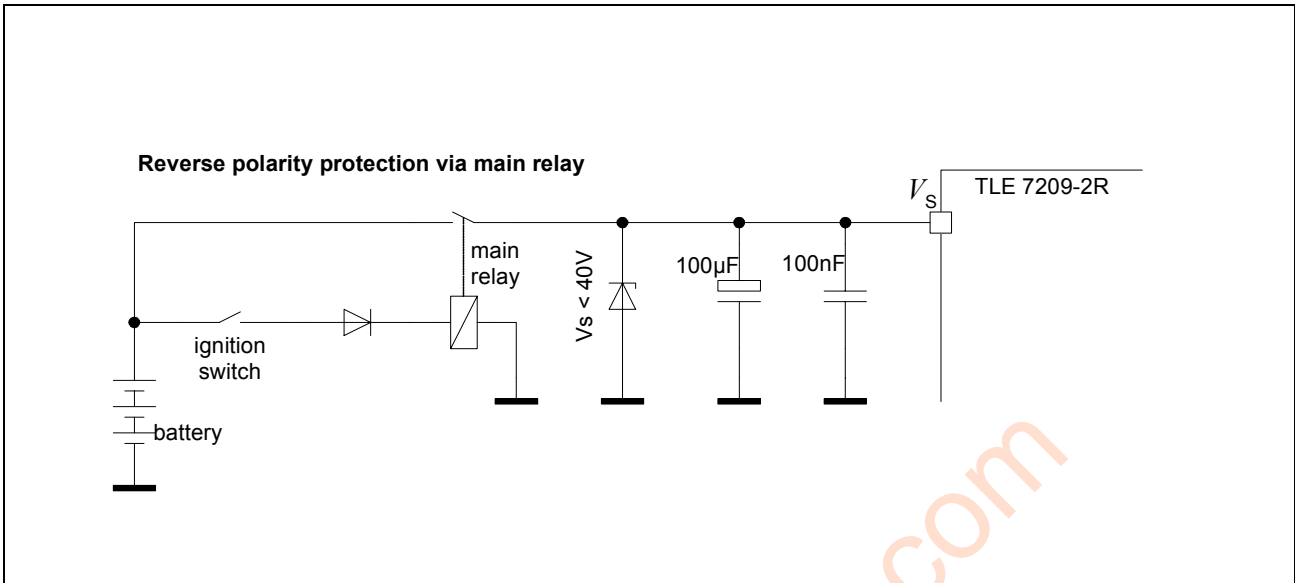 Reverse polarity protection via main relay
V_S
TLE 7209-2R
main
relay
Vs < 40V
100µF
100nF
ignition
switch
battery
com